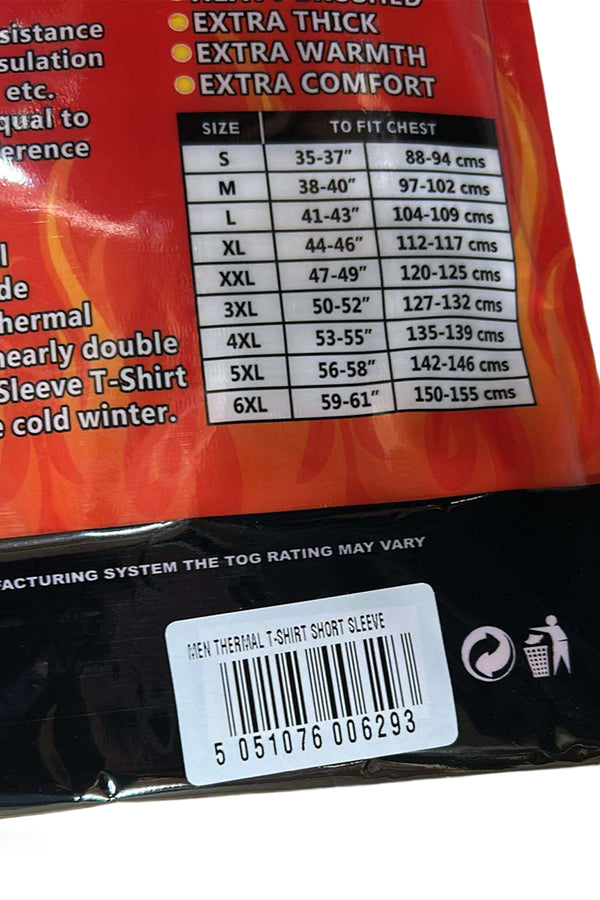 EXTRA THICK
EXTRA WARMTH
EXTRA COMFORT
sistance
sulation
etc.
qual to
erence
SIZE TO FIT CHEST
S 35-37" 88-94 cms
M 38-40" 97-102 cms
L 41-43" 104-109 cms
XL 44-46" 112-117 cms
XXL 47-49" 120-125 cms
3XL 50-52" 127-132 cms
4XL 53-55" 135-139 cms
5XL 56-58" 142-146 cms
6XL 59-61" 150-155 cms
l
de
hermal
nearly double
Sleeve T-Shirt
e cold winter.
FACTURING SYSTEM THE TOG RATING MAY VARY
MEN THERMAL T-SHIRT SHORT SLEEVE
5 051076 006293